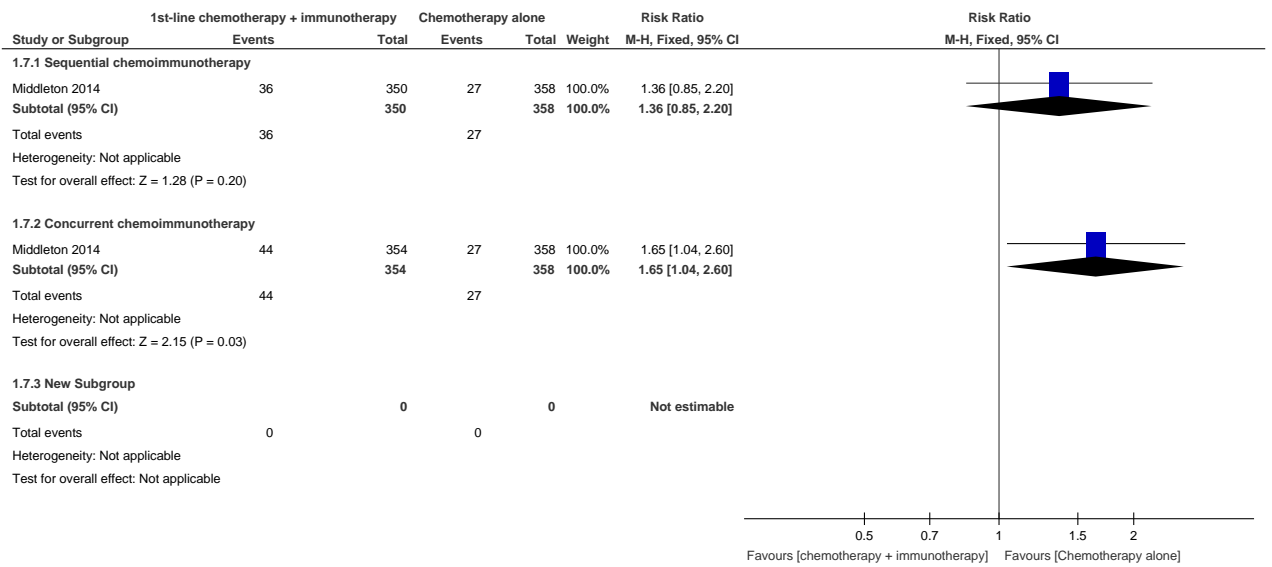 1st-line chemotherapy + immunotherapy Chemotherapy alone Risk Ratio Risk Ratio
Study or Subgroup Events Total Events Total Weight M-H, Fixed, 95% CI M-H, Fixed, 95% CI
1.7.1 Sequential chemoimmunotherapy
Middleton 2014 36 350 27 358 100.0% 1.36 [0.85, 2.20]
Subtotal (95% CI) 350 358 100.0% 1.36 [0.85, 2.20]
Total events 36 27
Heterogeneity: Not applicable
Test for overall effect: Z = 1.28 (P = 0.20)
1.7.2 Concurrent chemoimmunotherapy
Middleton 2014 44 354 27 358 100.0% 1.65 [1.04, 2.60]
Subtotal (95% CI) 354 358 100.0% 1.65 [1.04, 2.60]
Total events 44 27
Heterogeneity: Not applicable
Test for overall effect: Z = 2.15 (P = 0.03)
1.7.3 New Subgroup
Subtotal (95% CI) 0 0 Not estimable
Total events 0 0
Heterogeneity: Not applicable
Test for overall effect: Not applicable
0.5 0.7 1 1.5 2
Favours [chemotherapy + immunotherapy] Favours [Chemotherapy alone]